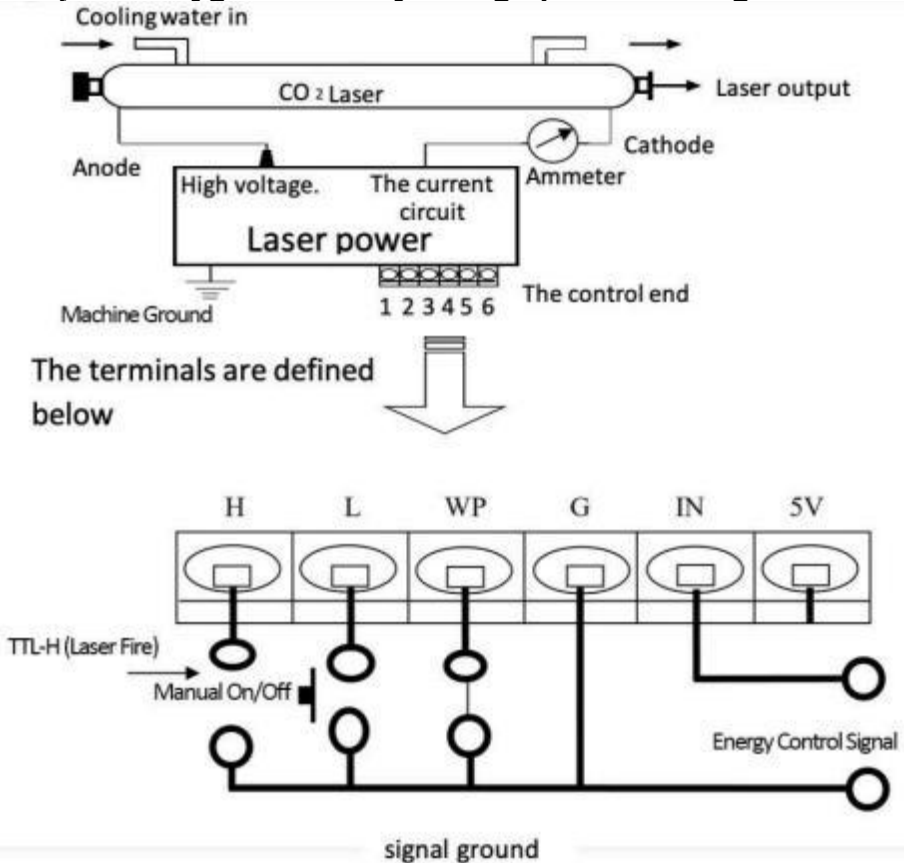 Cooling water in
CO 2 Laser
Laser output
Anode
Cathode
High voltage.
The current
circuit
Ammeter
Laser power
1 2 3 4 5 6
The control end
Machine Ground
The terminals are defined
below
H L WP G IN 5V
TTL-H (Laser Fire)
Manual On/Off
Energy Control Signal
signal ground